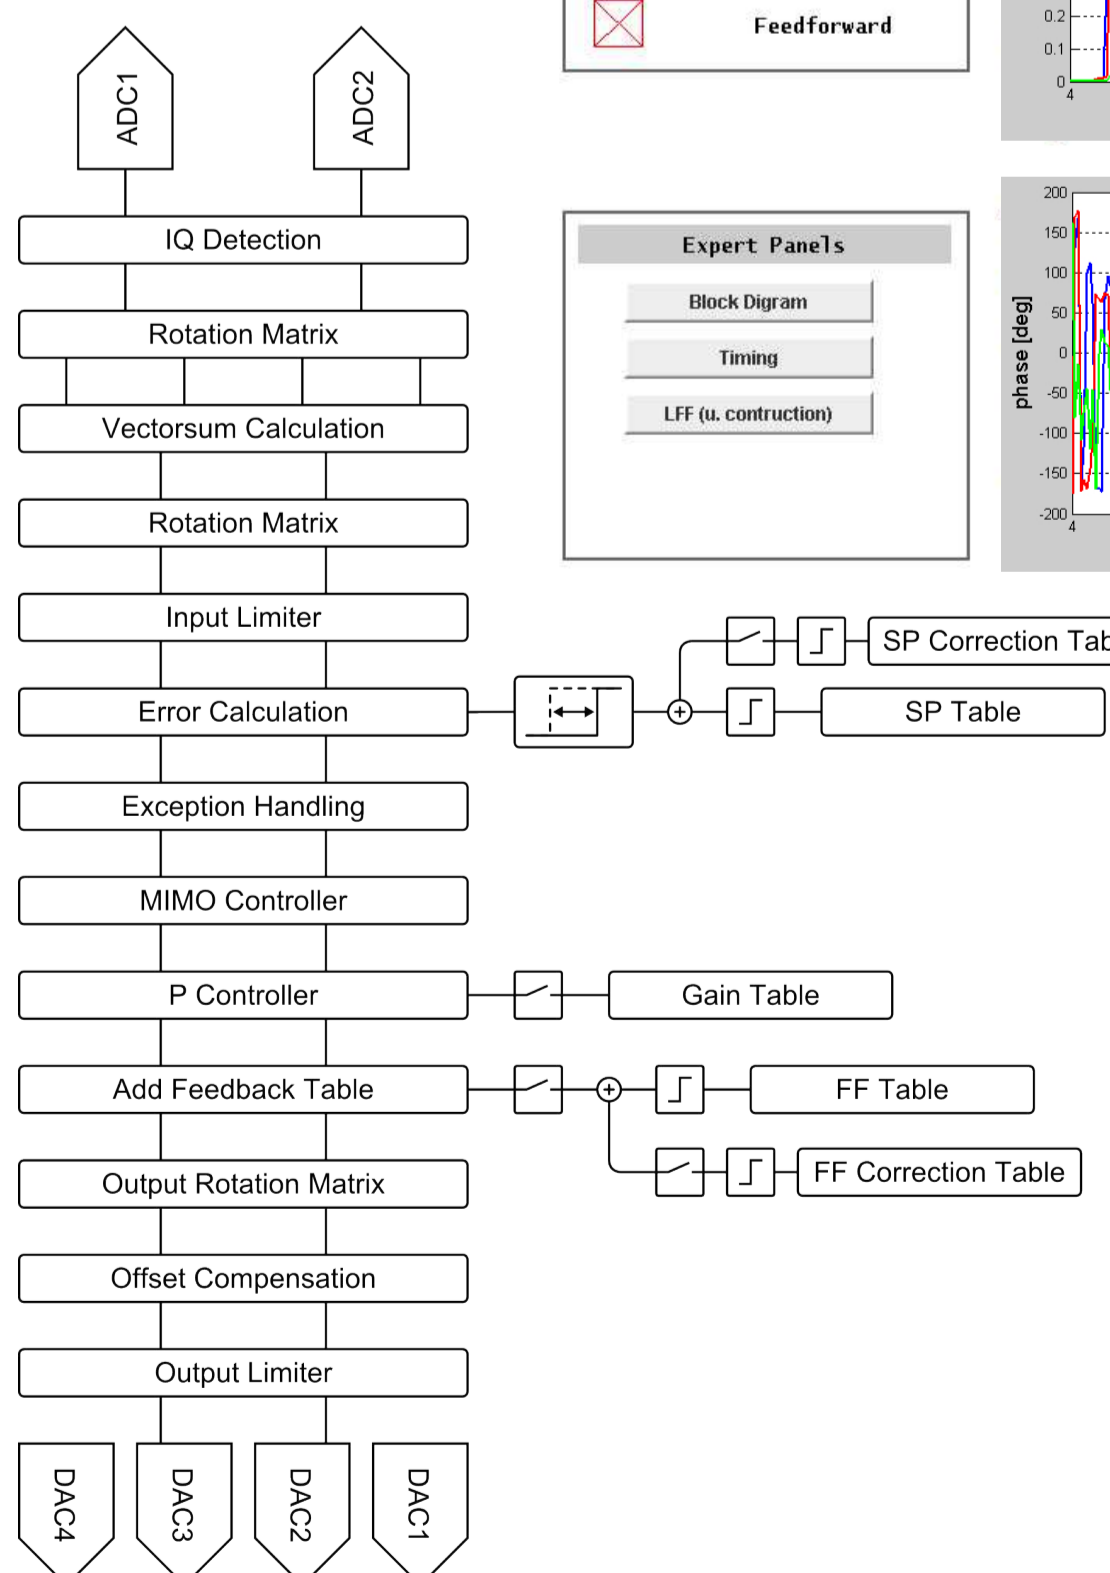 Feedforward
0.2
0.1
0
4
ADC1
ADC2
IQ Detection
Rotation Matrix
Vectorsum Calculation
Rotation Matrix
Input Limiter
Error Calculation
Exception Handling
MIMO Controller
P Controller
Add Feedback Table
Output Rotation Matrix
Offset Compensation
Output Limiter
DAC4
DAC3
DAC2
DAC1
Expert Panels
Block Digram
Timing
LFF (u. contruction)
phase [deg]
200
150
100
50
0
-50
-100
-150
-200
4
SP Correction Tab
SP Table
Gain Table
FF Table
FF Correction Table